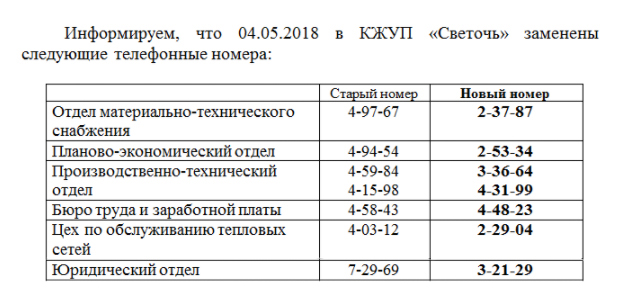 Информируем, что 04.05.2018 в КЖУП «Светочь» заменены
следующие телефонные номера:
Старый номер Новый номер
Отдел материально-технического 4-97-67 2-37-87
снабжения
Планово-экономический отдел 4-94-54 2-53-34
Производственно-технический 4-59-84 3-36-64
отдел 4-15-98 4-31-99
Бюро труда и заработной платы 4-58-43 4-48-23
Цех по обслуживанию тепловых 4-03-12 2-29-04
сетей
Юридический отдел 7-29-69 3-21-29